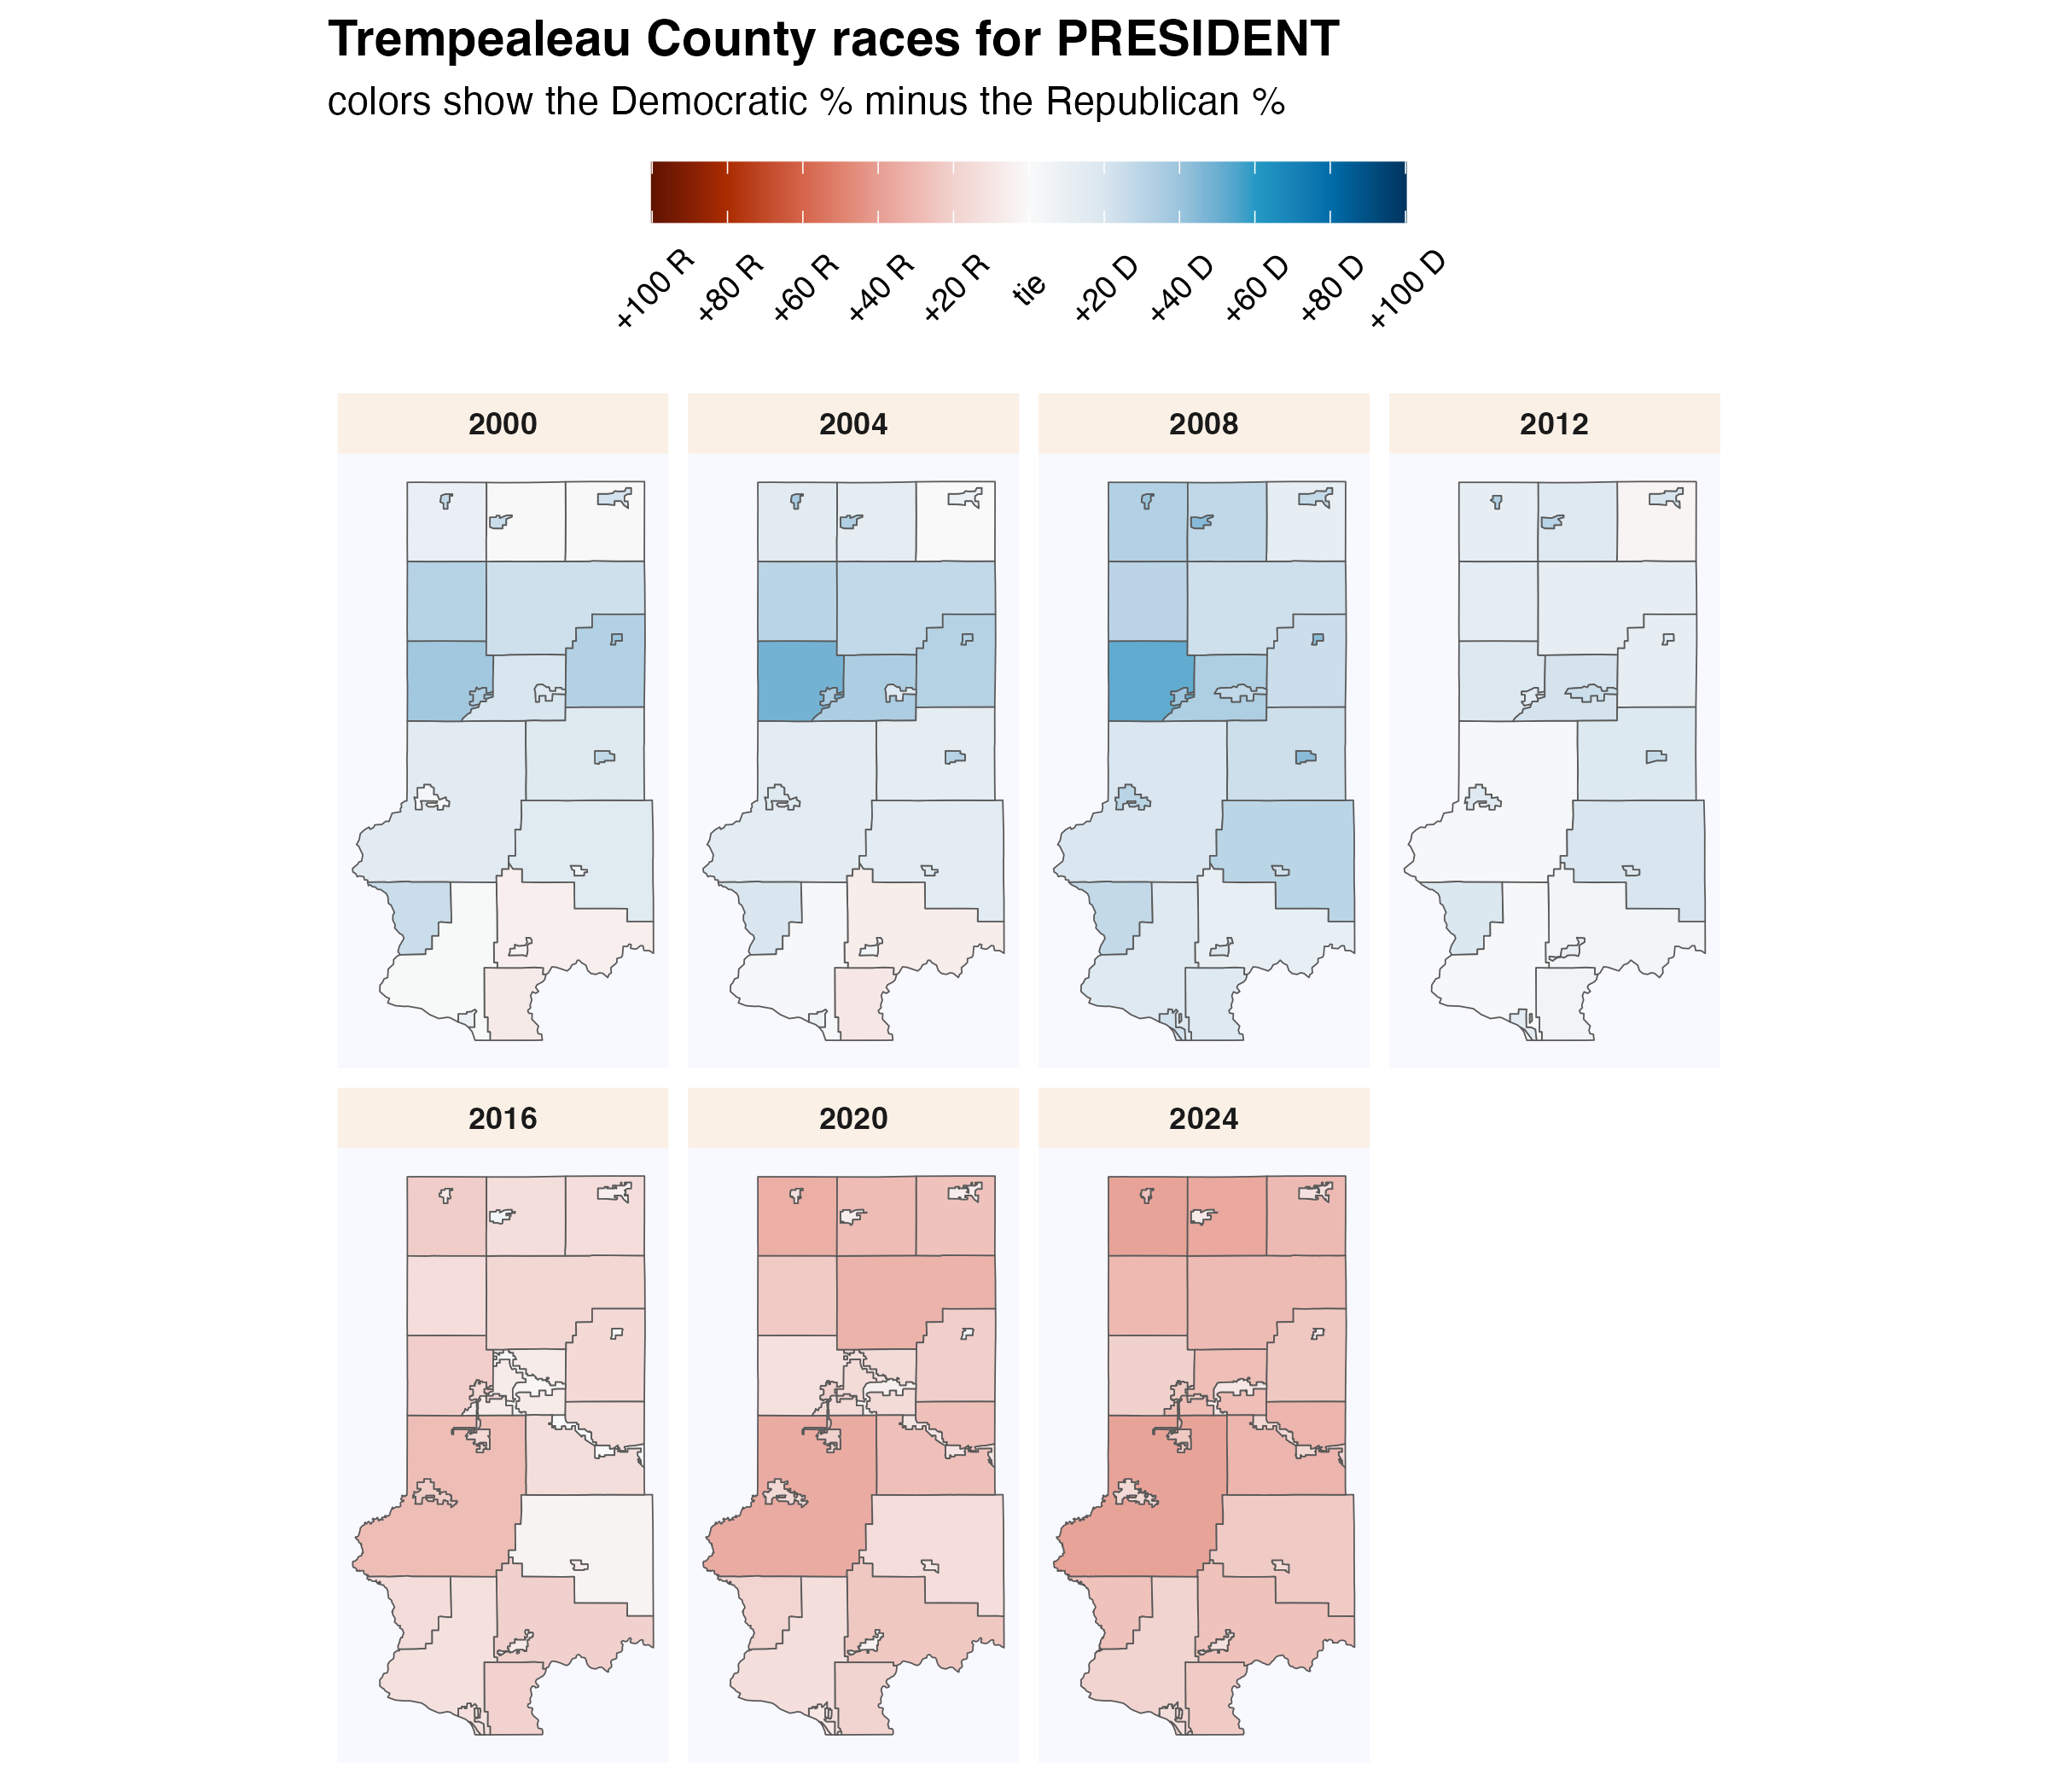 Trempealeau County races for PRESIDENT
colors show the Democratic % minus the Republican %
+100 R +80 R +60 R +40 R +20 R tie +20 D +40 D +60 D +80 D +100 D
2000 2004 2008 2012
2016 2020 2024